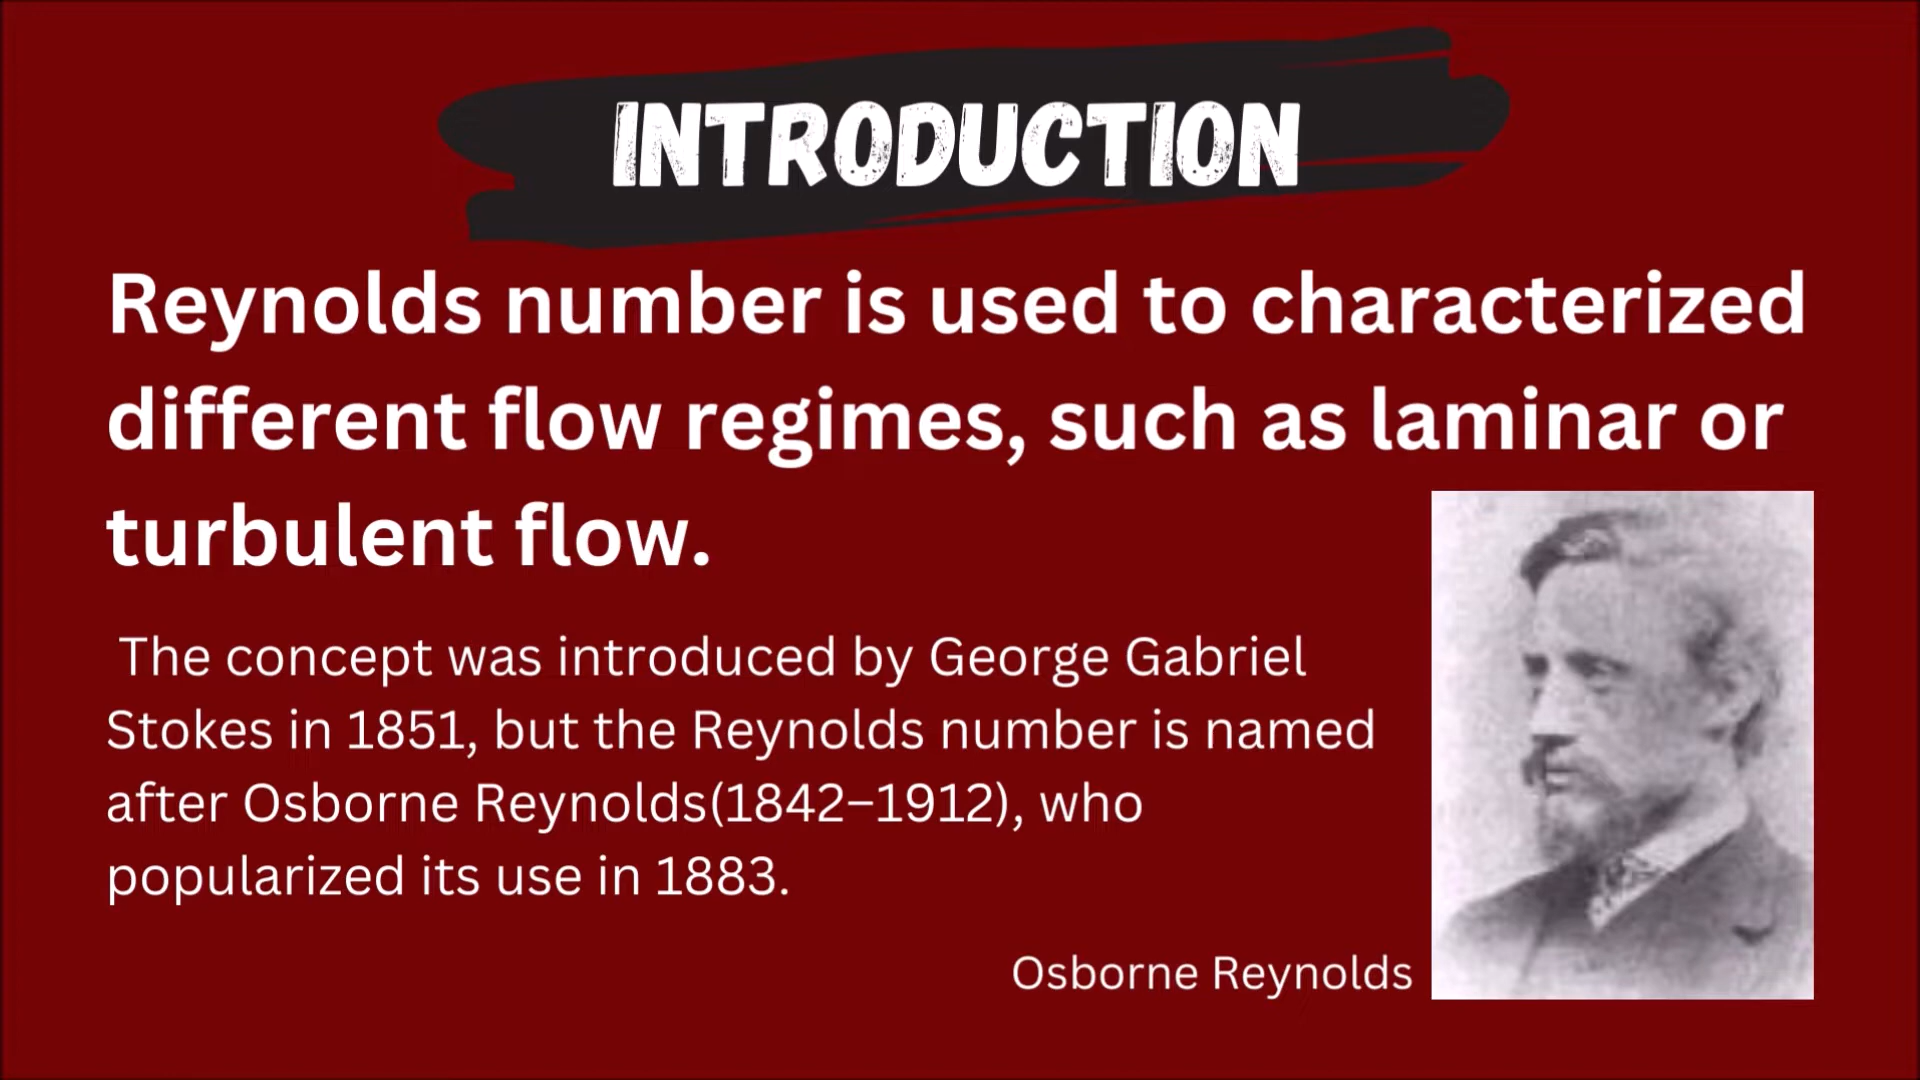 INTRODUCTION
Reynolds number is used to characterized
different flow regimes, such as laminar or
turbulent flow.
The concept was introduced by George Gabriel
Stokes in 1851, but the Reynolds number is named
after Osborne Reynolds(1842–1912), who
popularized its use in 1883.
Osborne Reynolds